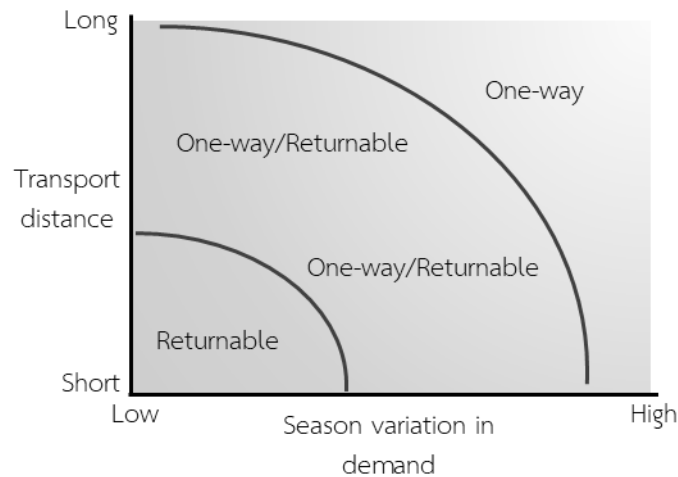 Long
One-way
One-way/Returnable
Transport
distance
One-way/Returnable
Returnable
Short
Low
High
Season variation in
demand